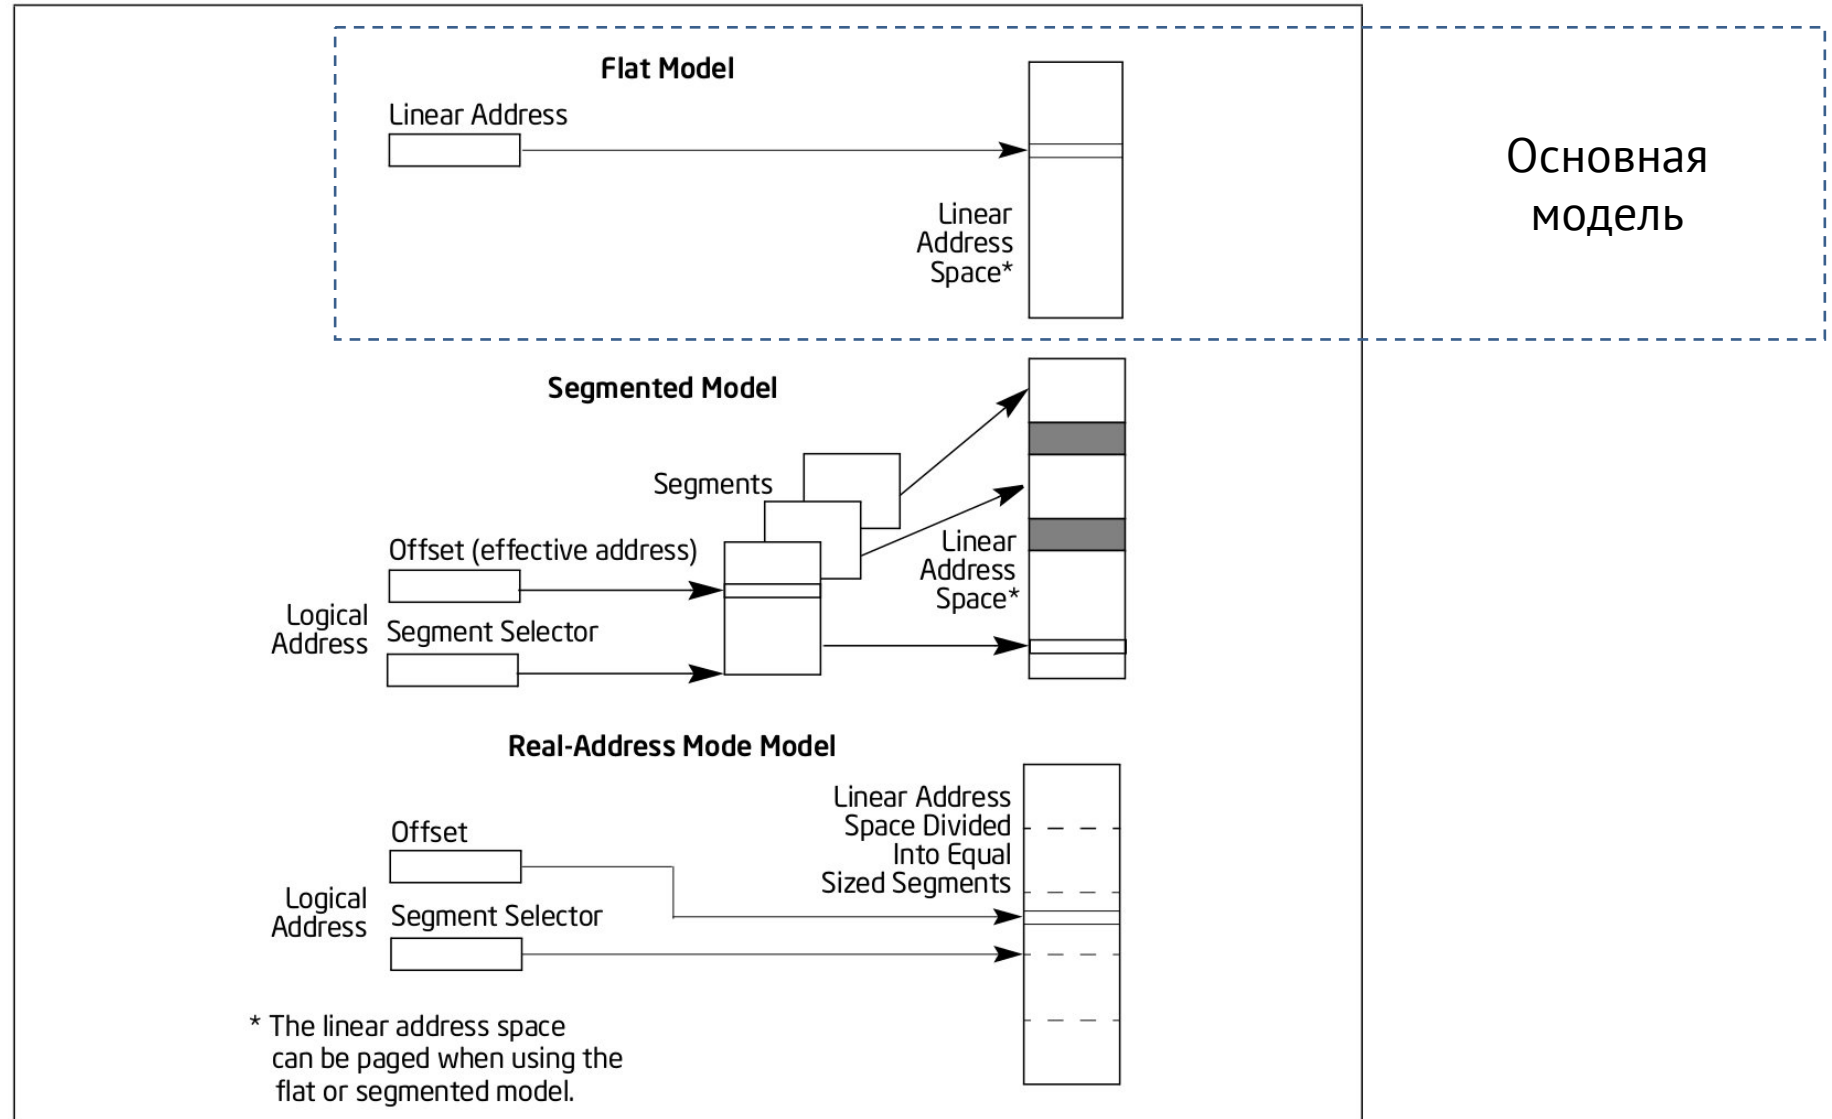 Flat Model
Linear Address
Linear
Address
Space*
Основная
модель
Segmented Model
Segments
Offset (effective address)
Logical
Address
Segment Selector
Linear
Address
Space*
Real-Address Mode Model
Linear Address
Space Divided
Into Equal
Sized Segments
Offset
Logical
Address
Segment Selector
* The linear address space
can be paged when using the
flat or segmented model.